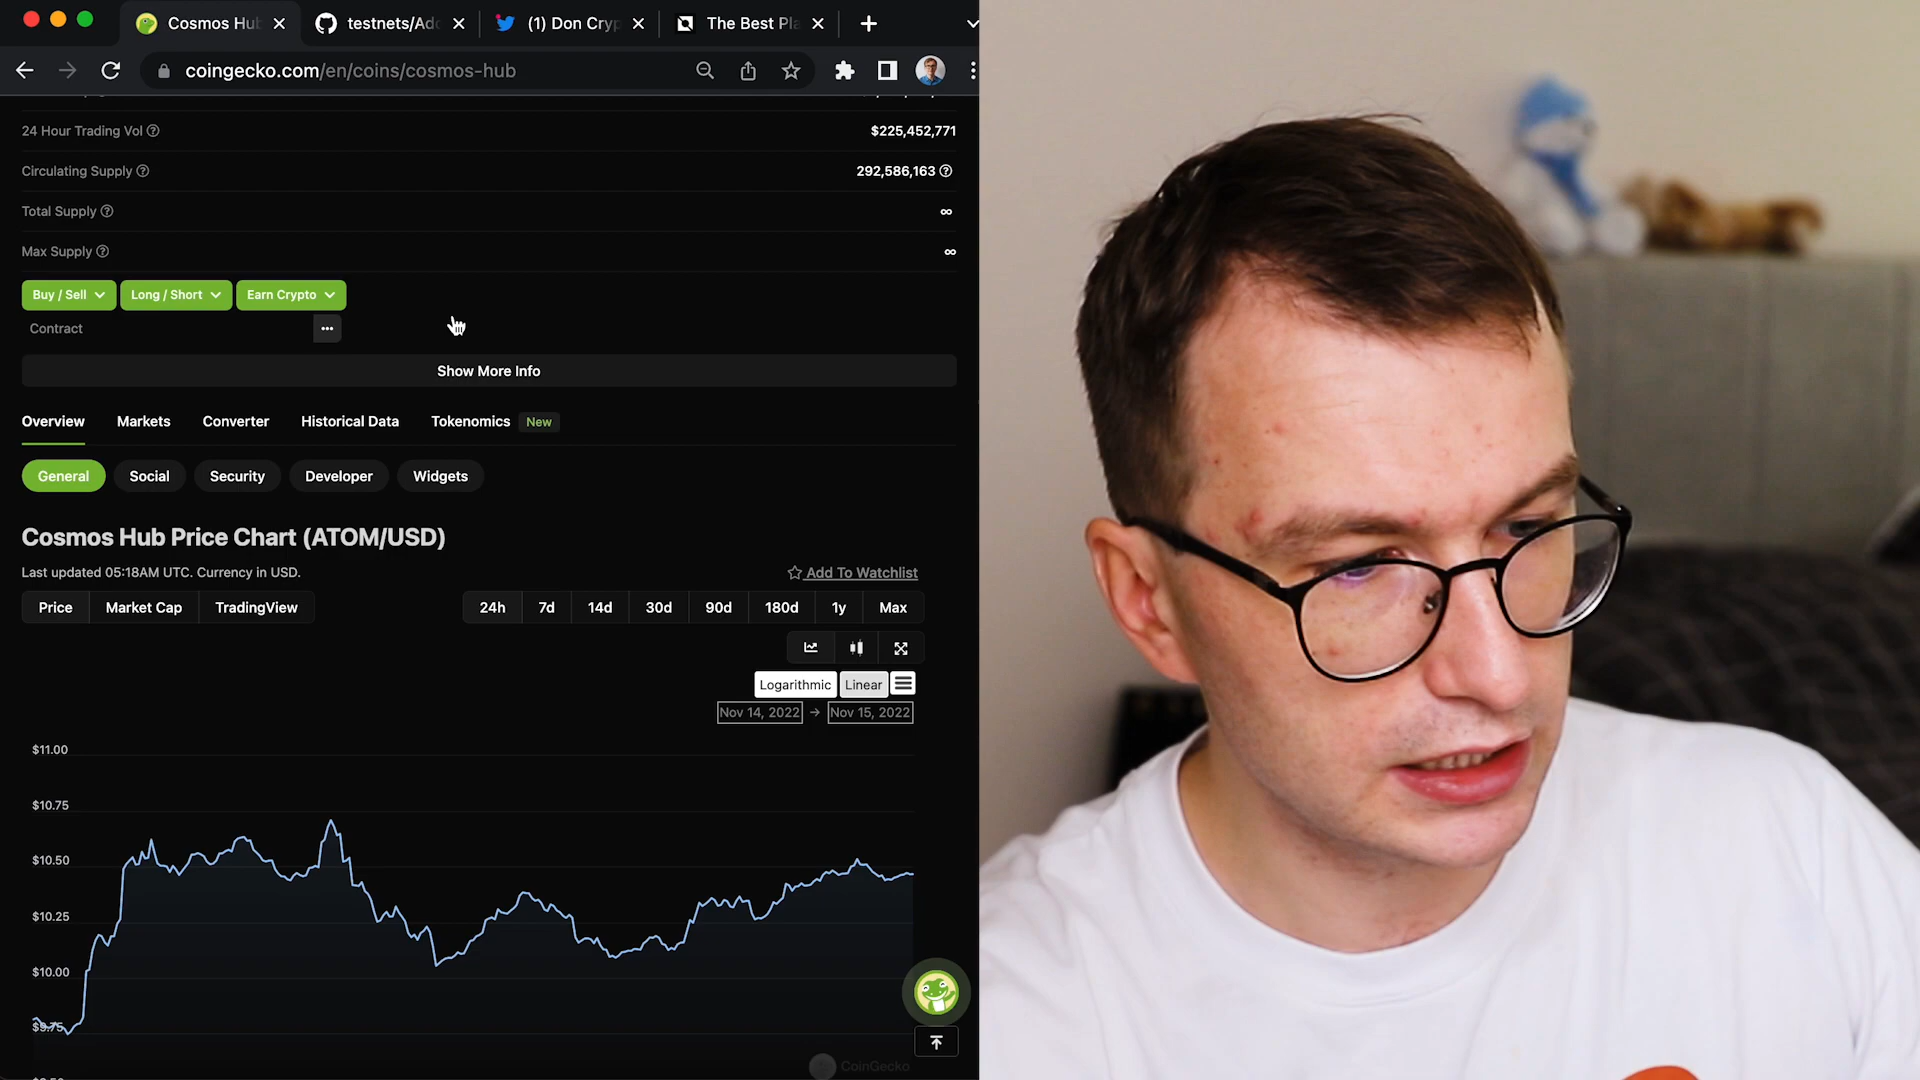 Cosmos Hub
testnets/Ado
(1) Don Cryp
The Best Pla
coingecko.com/en/coins/cosmos-hub
24 Hour Trading Vol ?
$225,452,771
Circulating Supply ?
292,586,163 ?
Total Supply ?
∞
Max Supply ?
∞
Buy / Sell
Long / Short
Earn Crypto
Contract
...
Show More Info
Overview
Markets
Converter
Historical Data
Tokenomics
New
General
Social
Security
Developer
Widgets
Cosmos Hub Price Chart (ATOM/USD)
Last updated 05:18AM UTC. Currency in USD.
Add To Watchlist
Price
Market Cap
TradingView
24h
7d
14d
30d
90d
180d
1y
Max
Logarithmic
Linear
Nov 14, 2022 → Nov 15, 2022
$11.00
$10.75
$10.50
$10.25
$10.00
$9.75
CoinGecko